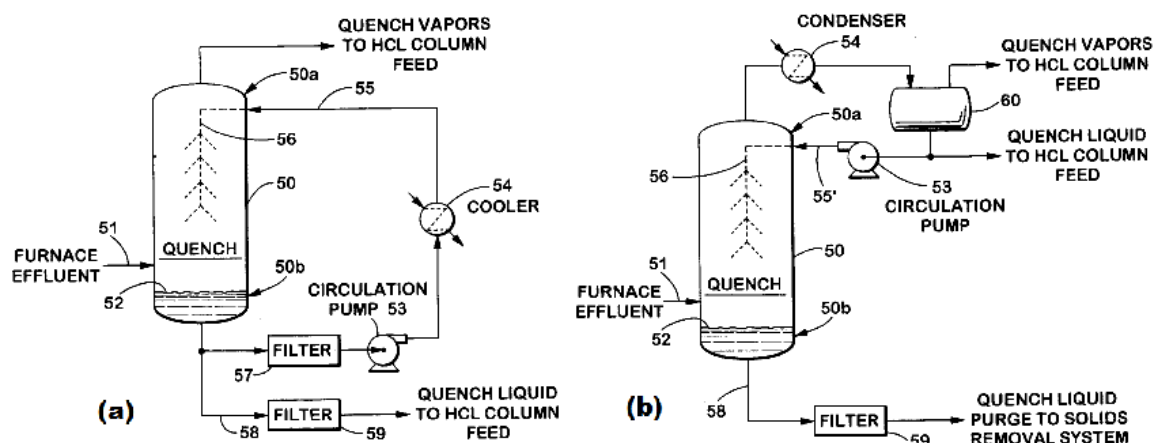 QUENCH VAPORS
TO HCL COLUMN
FEED
50a
55
56
50
54
COOLER
51
QUENCH
FURNACE
EFFLUENT
52
50b
CIRCULATION
PUMP 53
FILTER
57
(a)
58
FILTER
59
QUENCH LIQUID
TO HCL COLUMN
FEED
CONDENSER
54
QUENCH VAPORS
TO HCL COLUMN
FEED
60
50a
56
55'
53
CIRCULATION
PUMP
QUENCH LIQUID
TO HCL COLUMN
FEED
50
51
QUENCH
FURNACE
EFFLUENT
52
50b
(b)
58
FILTER
59
QUENCH LIQUID
PURGE TO SOLIDS
REMOVAL SYSTEM